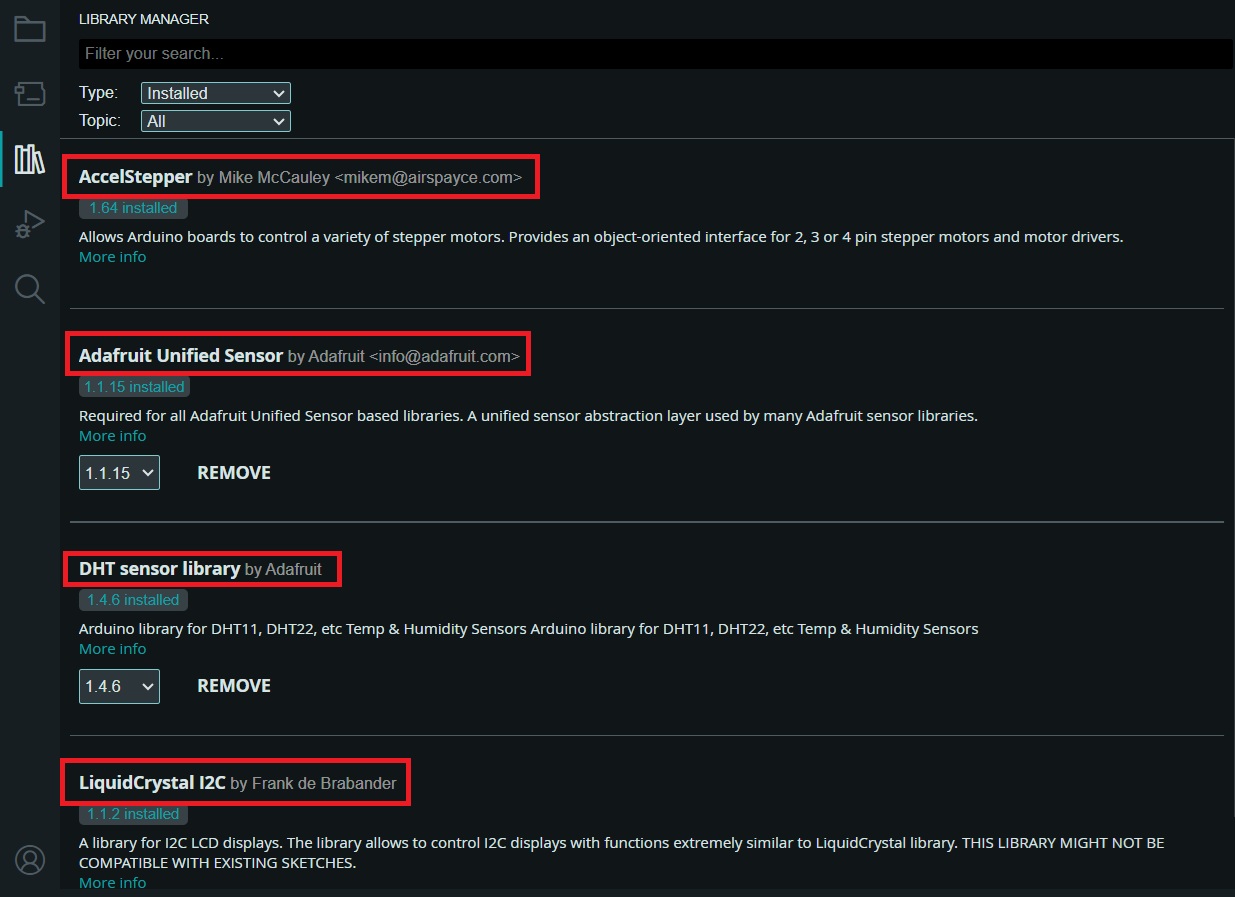 LIBRARY MANAGER
Filter your search...
Type: Installed
Topic: All
AccelStepper by Mike McCauley <mikem@airspayce.com>
1.64 installed
Allows Arduino boards to control a variety of stepper motors. Provides an object-oriented interface for 2, 3 or 4 pin stepper motors and motor drivers.
More info
Adafruit Unified Sensor by Adafruit <info@adafruit.com>
1.1.15 installed
Required for all Adafruit Unified Sensor based libraries. A unified sensor abstraction layer used by many Adafruit sensor libraries.
More info
1.1.15 REMOVE
DHT sensor library by Adafruit
1.4.6 installed
Arduino library for DHT11, DHT22, etc Temp & Humidity Sensors Arduino library for DHT11, DHT22, etc Temp & Humidity Sensors
More info
1.4.6 REMOVE
LiquidCrystal I2C by Frank de Brabander
1.1.2 installed
A library for I2C LCD displays. The library allows to control I2C displays with functions extremely similar to LiquidCrystal library. THIS LIBRARY MIGHT NOT BE
COMPATIBLE WITH EXISTING SKETCHES.
More info